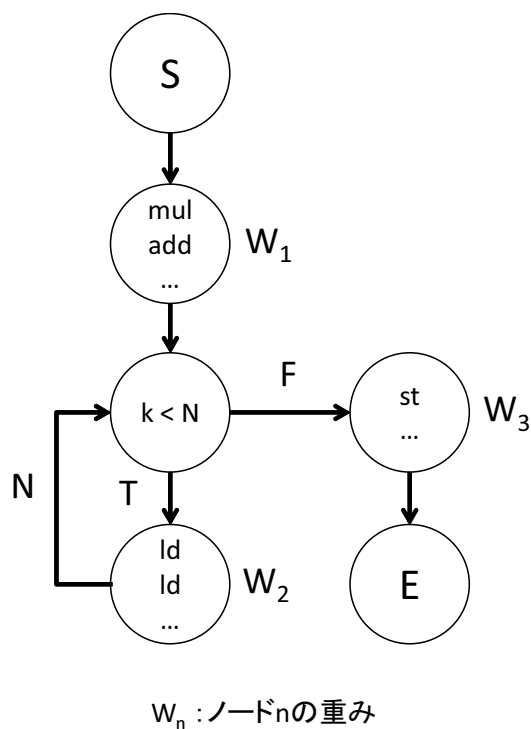 S
mul
add
...
W1
k < N
F
st
...
W3
N
T
ld
ld
...
W2
E
Wn :ノードnの重み